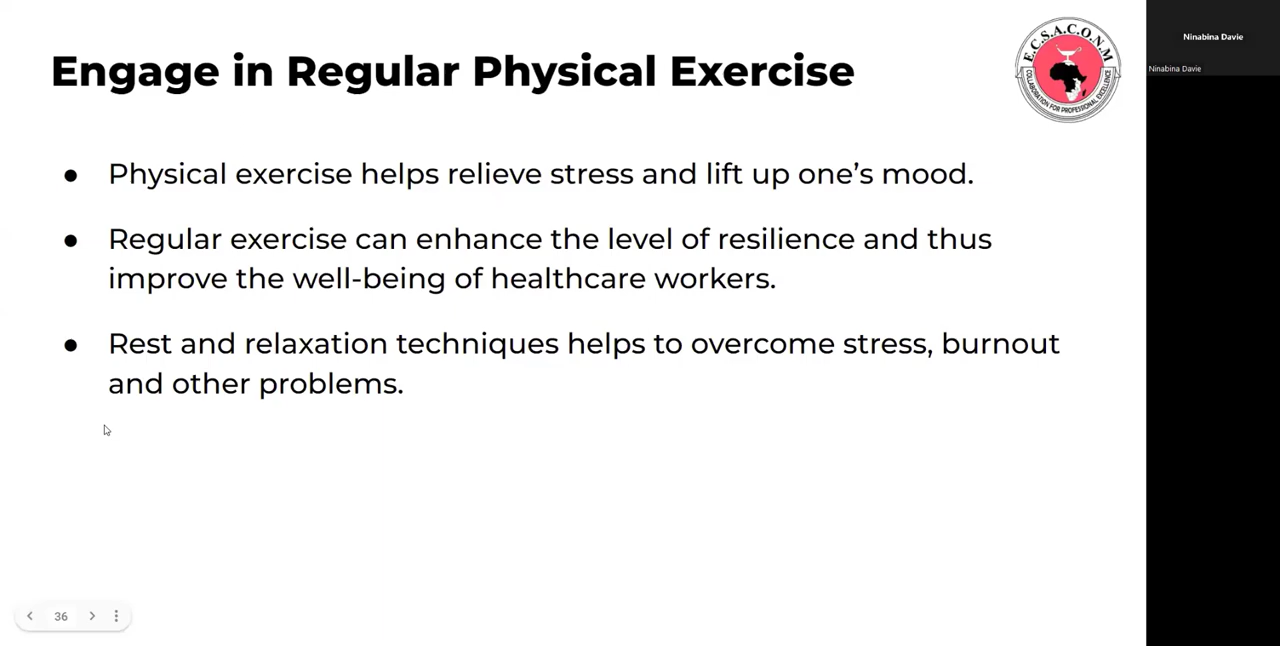 Engage in Regular Physical Exercise
E.C.S.A.C.O.N.M
COLLABORATION FOR PROFESSIONAL EXCELLENCE
Ninabina Davie
Ninabina Davie
● Physical exercise helps relieve stress and lift up one’s mood.
● Regular exercise can enhance the level of resilience and thus
improve the well-being of healthcare workers.
● Rest and relaxation techniques helps to overcome stress, burnout
and other problems.
36